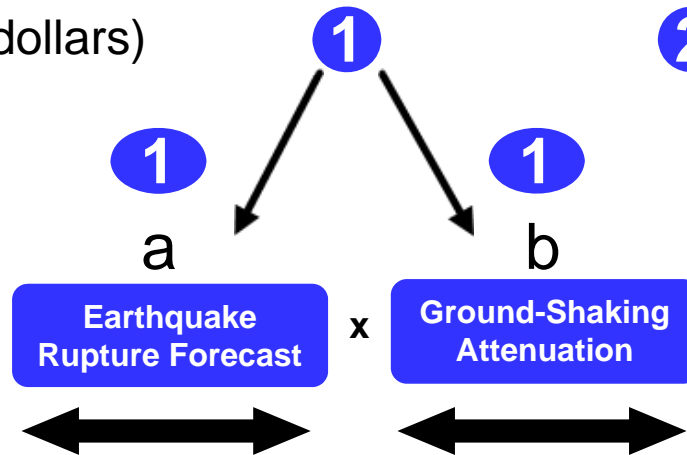 dollars)
1
1
1
a
b
Earthquake
Rupture Forecast
x
Ground-Shaking
Attenuation